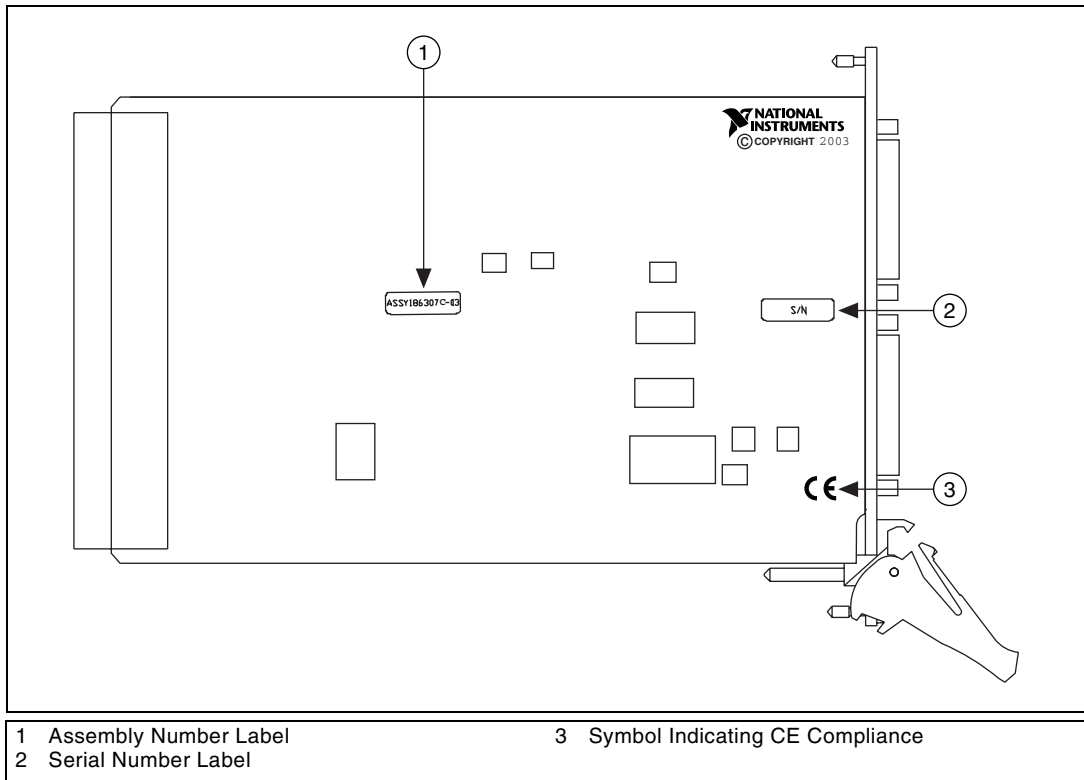 1
NATIONAL
INSTRUMENTS
© COPYRIGHT 2003
ASSY186307C-03
S/N
2
3
1 Assembly Number Label
2 Serial Number Label
3 Symbol Indicating CE Compliance